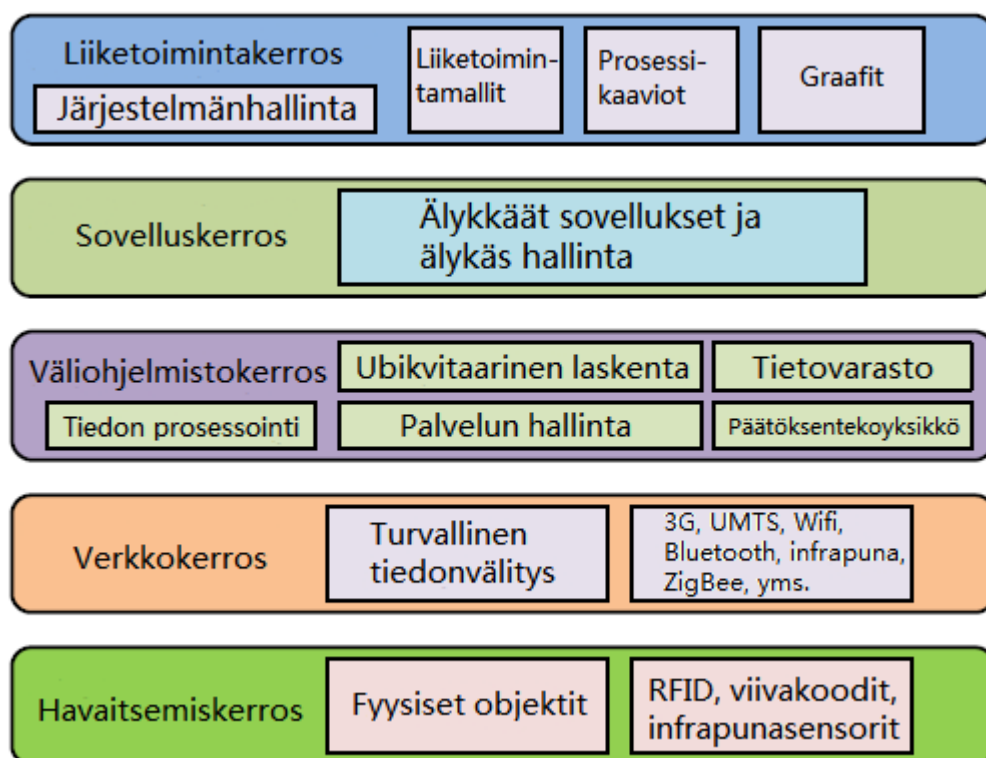 Liiketoimintakerros
Järjestelmänhallinta
Liiketoimin-
tamallit
Prosessi-
kaaviot
Graafit
Sovelluskerros
Älykkäät sovellukset ja
älykäs hallinta
Väliohjelmistokerros
Ubikvitaarinen laskenta
Tietovarasto
Tiedon prosessointi
Palvelun hallinta
Päätöksentekoyksikkö
Verkkokerros
Turvallinen
tiedonvälitys
3G, UMTS, Wifi,
Bluetooth, infrapuna,
ZigBee, yms.
Havaitsemiskerros
Fyysiset objektit
RFID, viivakoodit,
infrapunasensorit